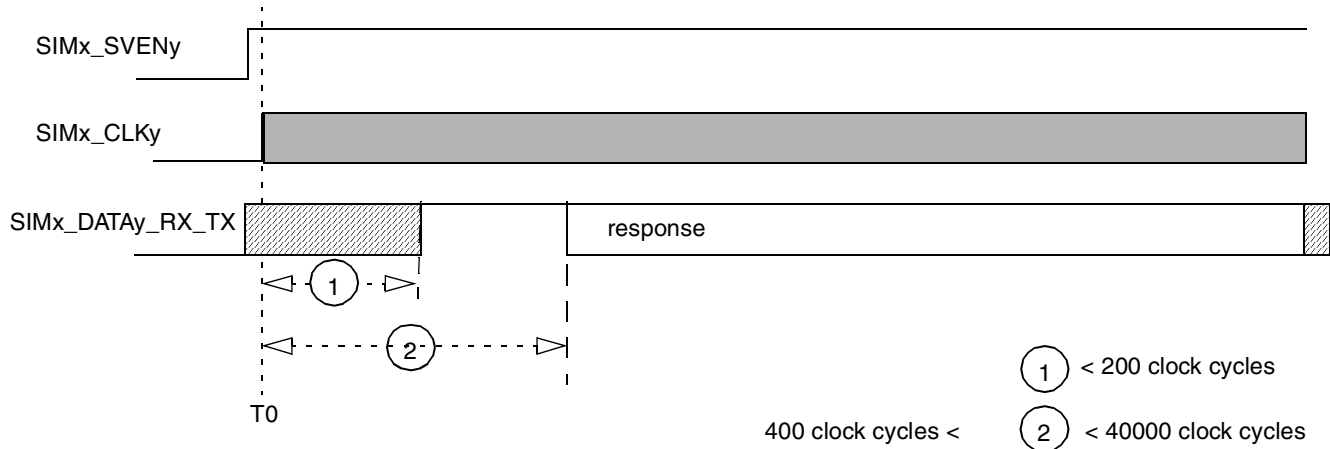 SIMx_SVENy
SIMx_CLKy
SIMx_DATAy_RX_TX
response
1
2
T0
1 < 200 clock cycles
400 clock cycles < 2 < 40000 clock cycles